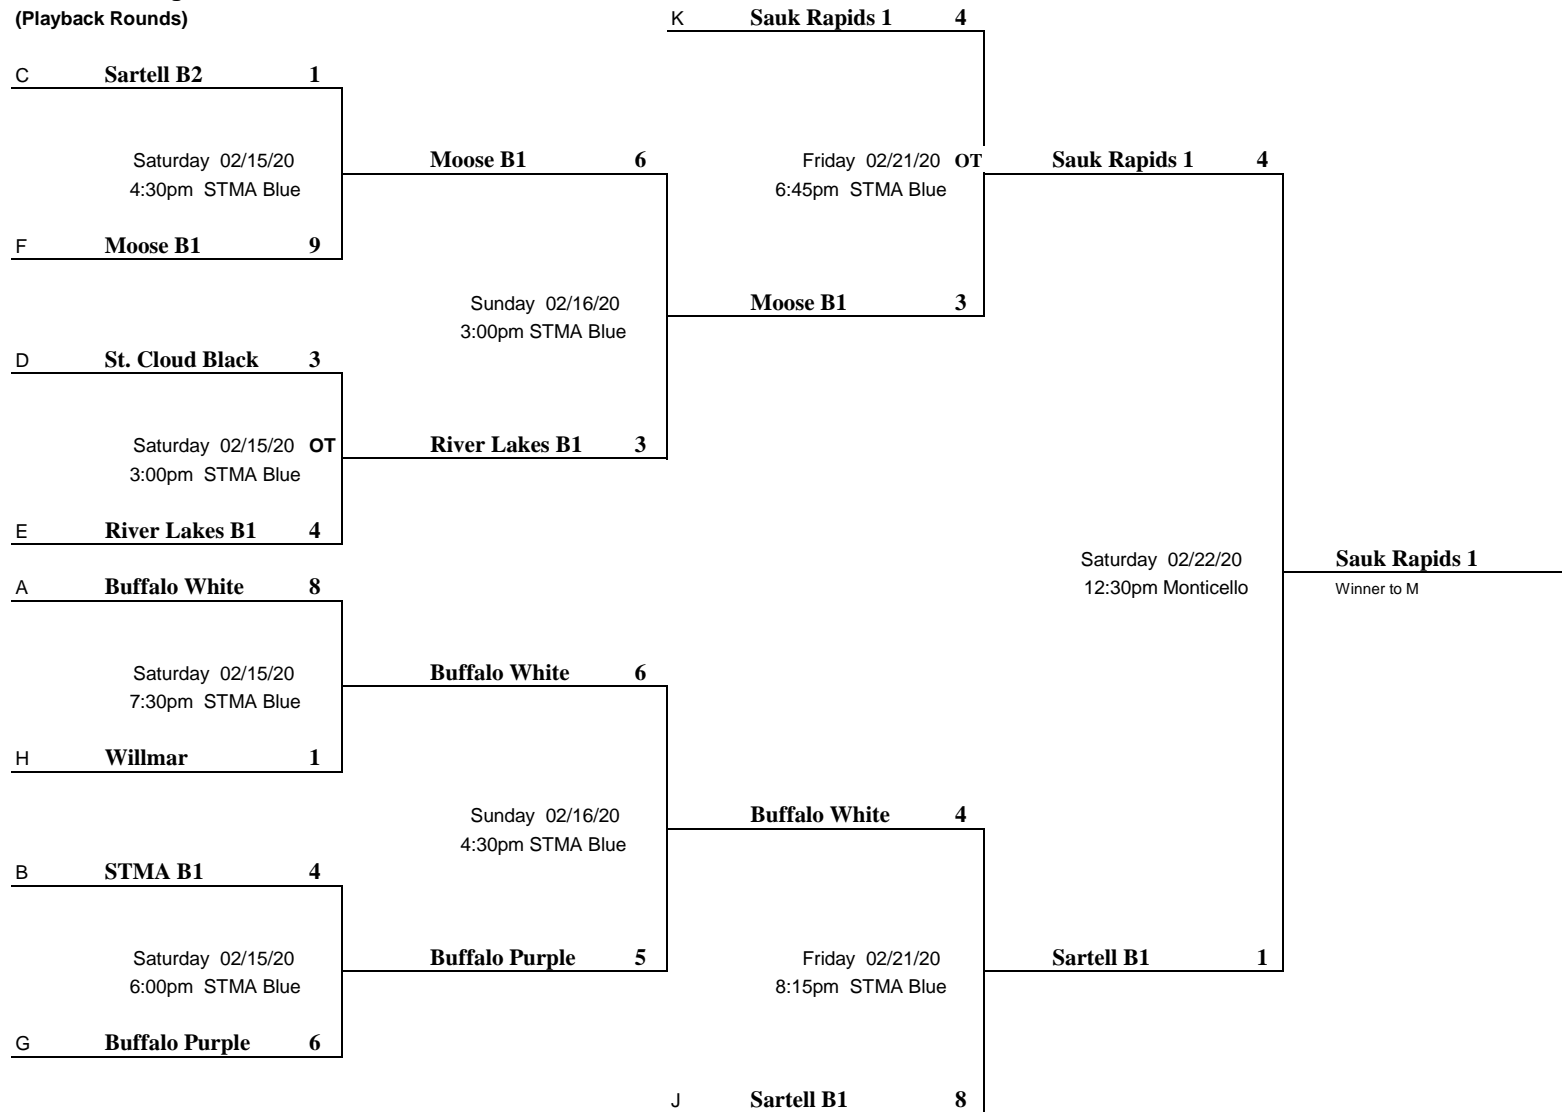 (Playback Rounds)
K Sauk Rapids 1 4
C Sartell B2 1
Saturday 02/15/20
4:30pm STMA Blue
Moose B1 6
Friday 02/21/20 OT
6:45pm STMA Blue
Sauk Rapids 1 4
F Moose B1 9
Sunday 02/16/20
3:00pm STMA Blue
Moose B1 3
D St. Cloud Black 3
Saturday 02/15/20 OT
3:00pm STMA Blue
River Lakes B1 3
E River Lakes B1 4
Saturday 02/22/20
12:30pm Monticello
Sauk Rapids 1
Winner to M
A Buffalo White 8
Saturday 02/15/20
7:30pm STMA Blue
Buffalo White 6
H Willmar 1
Sunday 02/16/20
4:30pm STMA Blue
Buffalo White 4
B STMA B1 4
Saturday 02/15/20
6:00pm STMA Blue
Buffalo Purple 5
Friday 02/21/20
8:15pm STMA Blue
Sartell B1 1
G Buffalo Purple 6
J Sartell B1 8